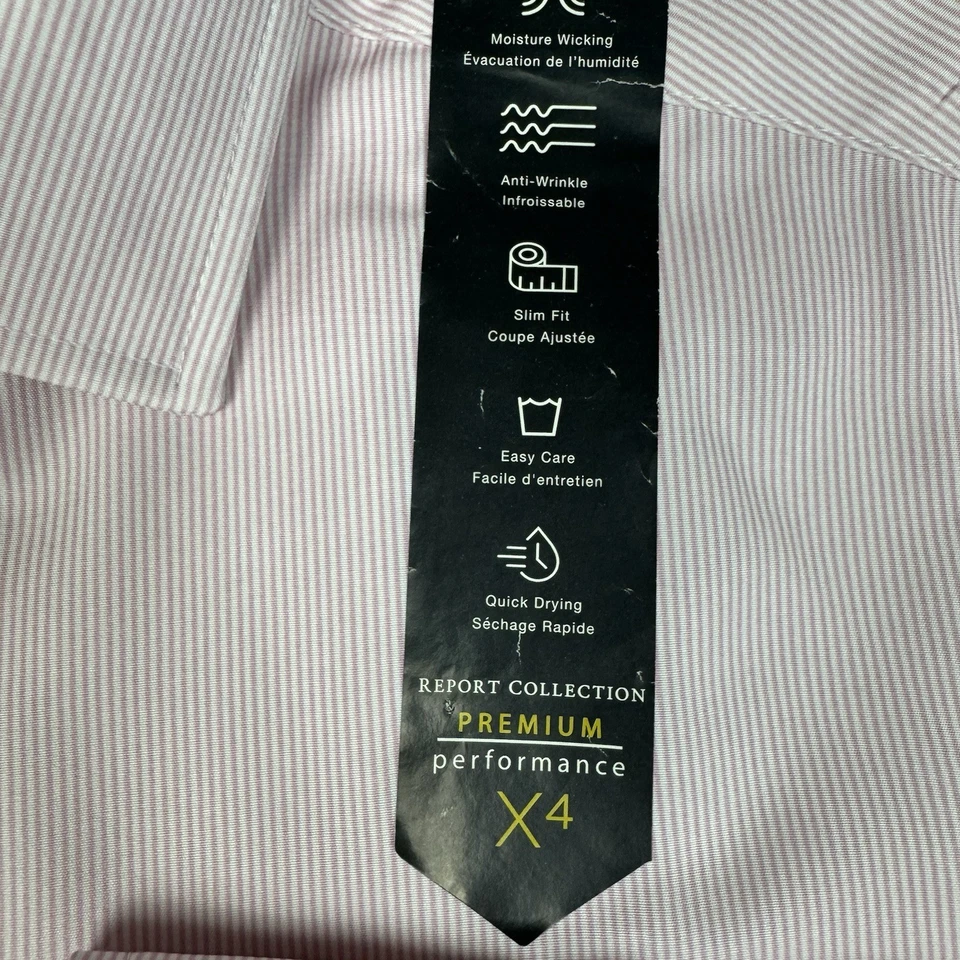 Moisture Wicking
Évacuation de l'humidité
Anti-Wrinkle
Infroissable
Slim Fit
Coupe Ajustée
Easy Care
Facile d'entretien
Quick Drying
Séchage Rapide
REPORT COLLECTION
PREMIUM
performance
X4